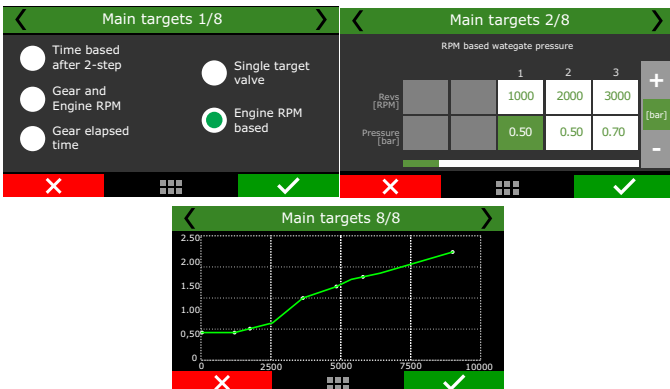 Main targets 1/8
Time based
after 2-step
Gear and
Engine RPM
Gear elapsed
time
Single target
valve
Engine RPM
based
Main targets 2/8
RPM based wategate pressure
1 2 3
Revs
[RPM]
1000 2000 3000
Pressure
[bar]
0.50 0.50 0.70
+
[bar]
-
Main targets 8/8
2.50
2.00
1.50
1.00
0,50
0
0 2500 5000 7500 10000